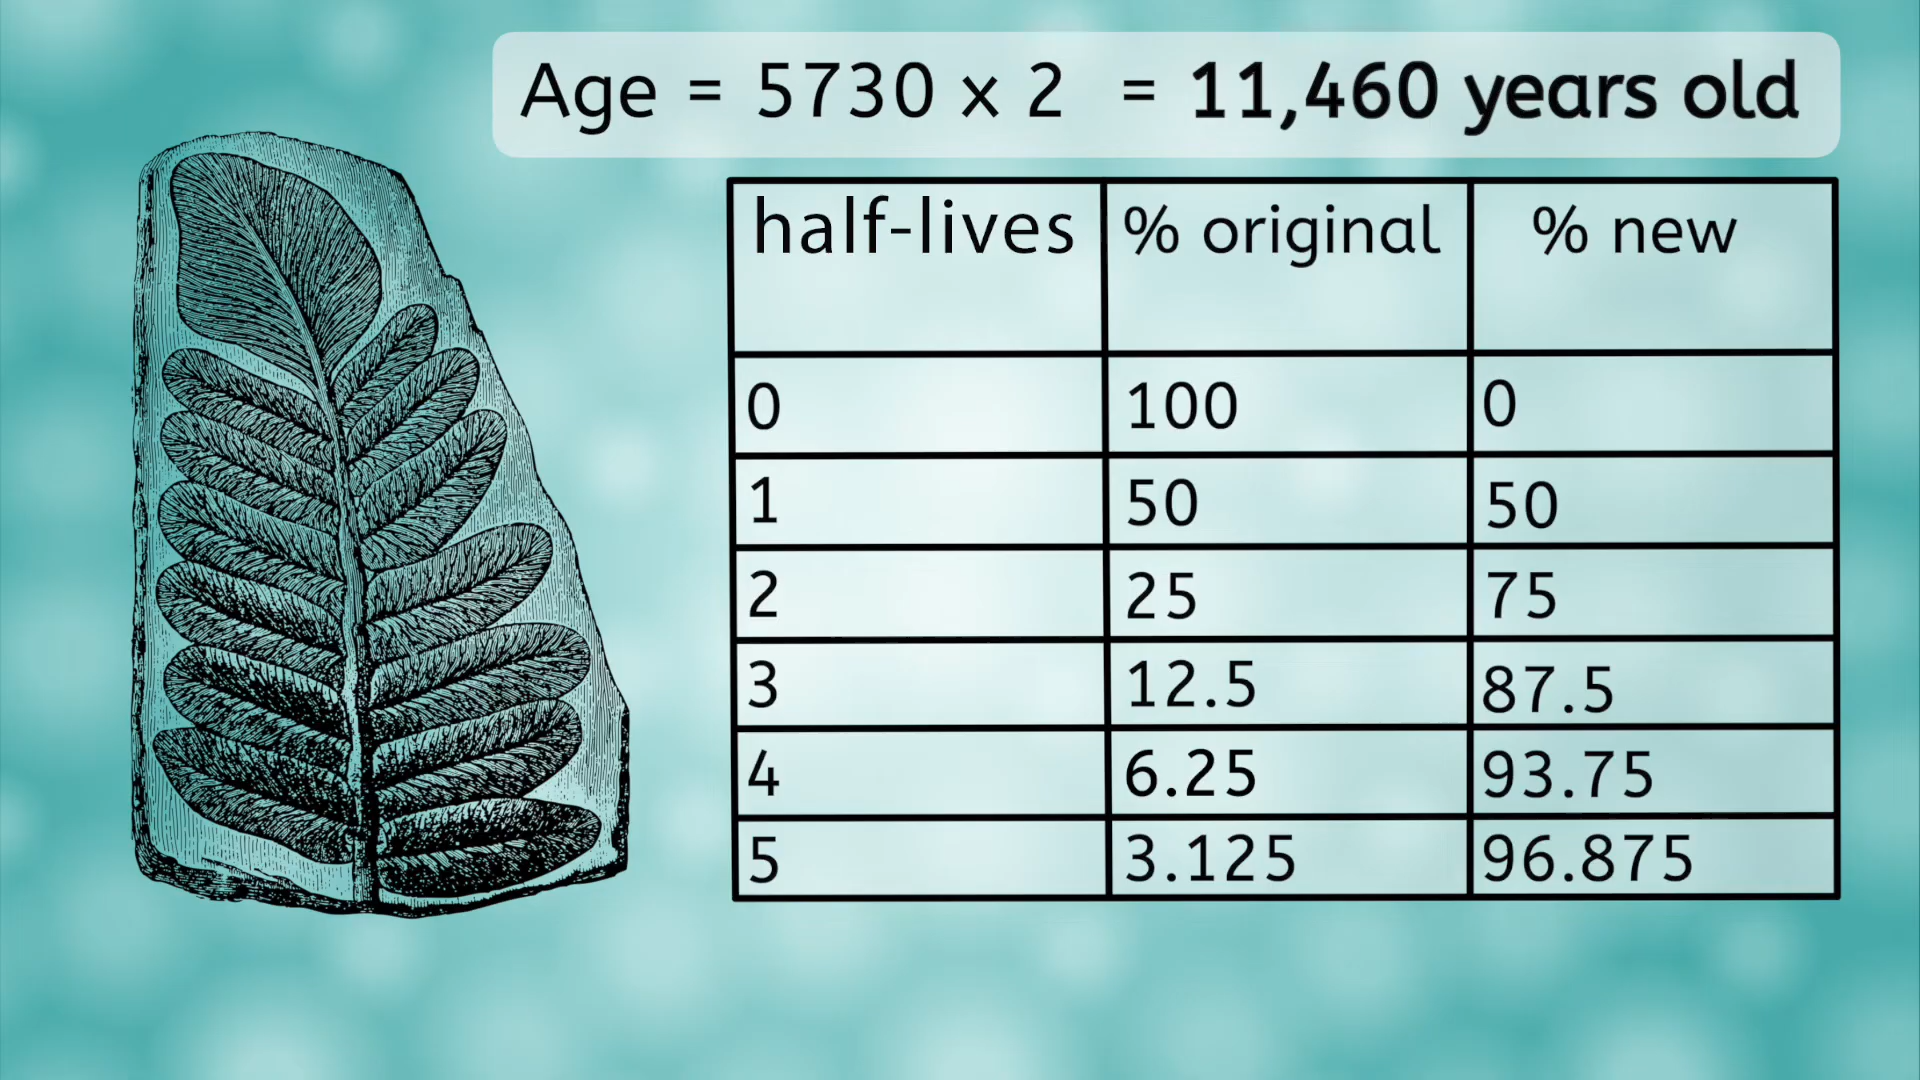 Age = 5730 x 2 = 11,460 years old
half-lives % original % new
0 100 0
1 50 50
2 25 75
3 12.5 87.5
4 6.25 93.75
5 3.125 96.875